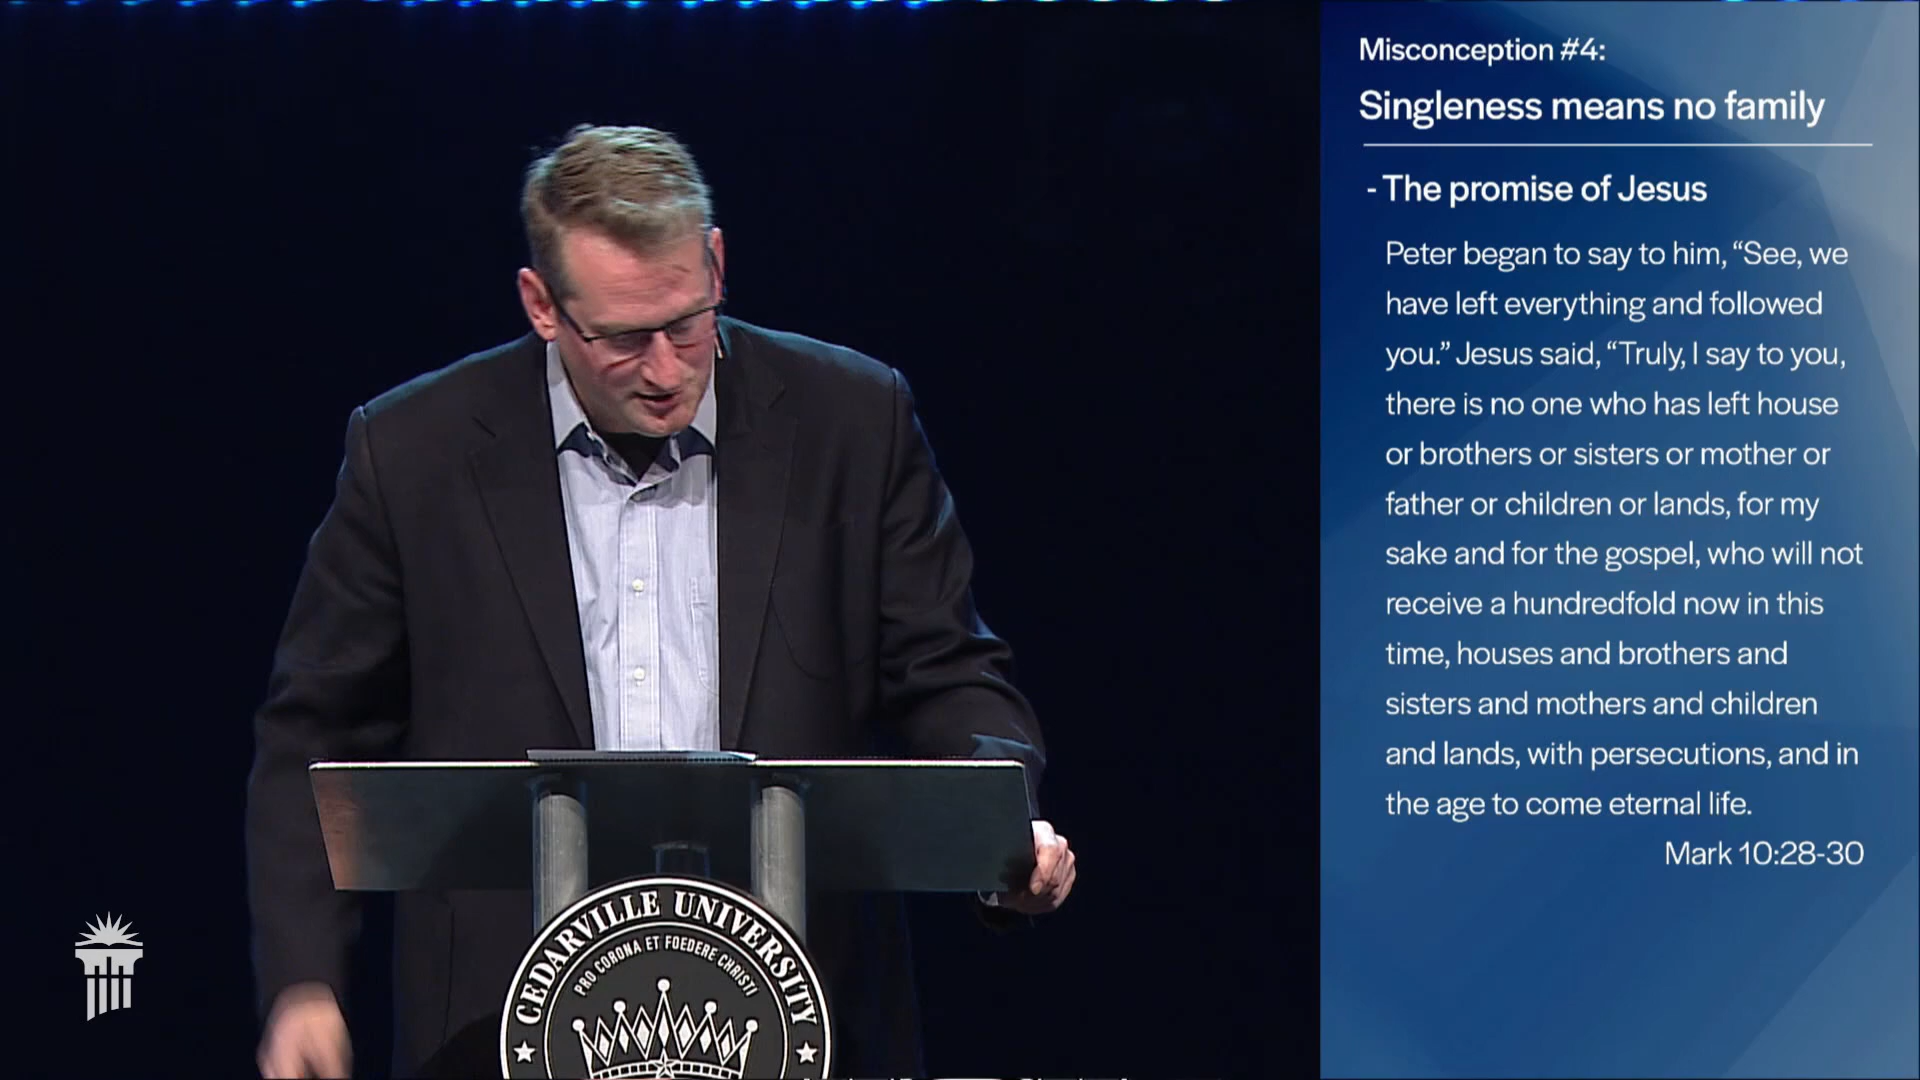 Misconception #4:
Singleness means no family
- The promise of Jesus
Peter began to say to him, “See, we
have left everything and followed
you.” Jesus said, “Truly, I say to you,
there is no one who has left house
or brothers or sisters or mother or
father or children or lands, for my
sake and for the gospel, who will not
receive a hundredfold now in this
time, houses and brothers and
sisters and mothers and children
and lands, with persecutions, and in
the age to come eternal life.
Mark 10:28-30
CEDARVILLE UNIVERSITY
PRO CORONA ET FOEDERE CHRISTI